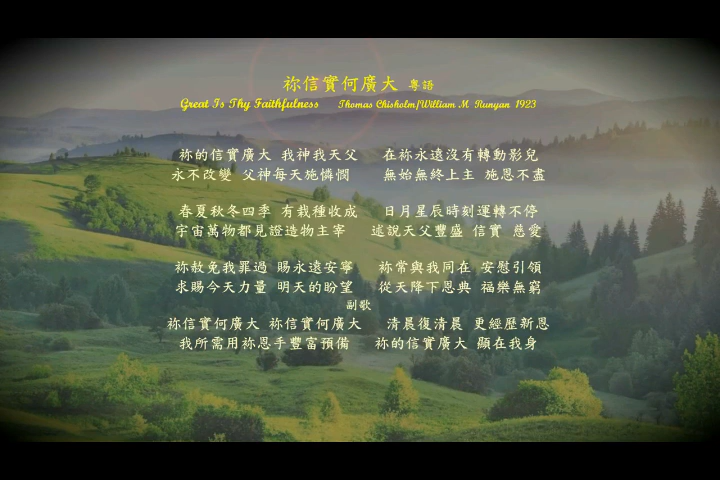 祢信實何廣大 粵語
Great Is Thy Faithfulness Thomas Chisholm/William M. Runyan 1923
祢的信實廣大 我神我天父 在祢永遠沒有轉動影兒
永不改變 父神每天施憐憫 無始無終上主 施恩不盡
春夏秋冬四季 有栽種收成 日月星辰時刻運轉不停
宇宙萬物都見證造物主宰 述說天父豐盛 信實 慈愛
祢赦免我罪過 賜永遠安寧 祢常與我同在 安慰引領
求賜今天力量 明天的盼望 從天降下恩典 福樂無窮
副歌
祢信實何廣大 祢信實何廣大 清晨復清晨 更經歷新恩
我所需用祢恩手豐富預備 祢的信實廣大 顯在我身